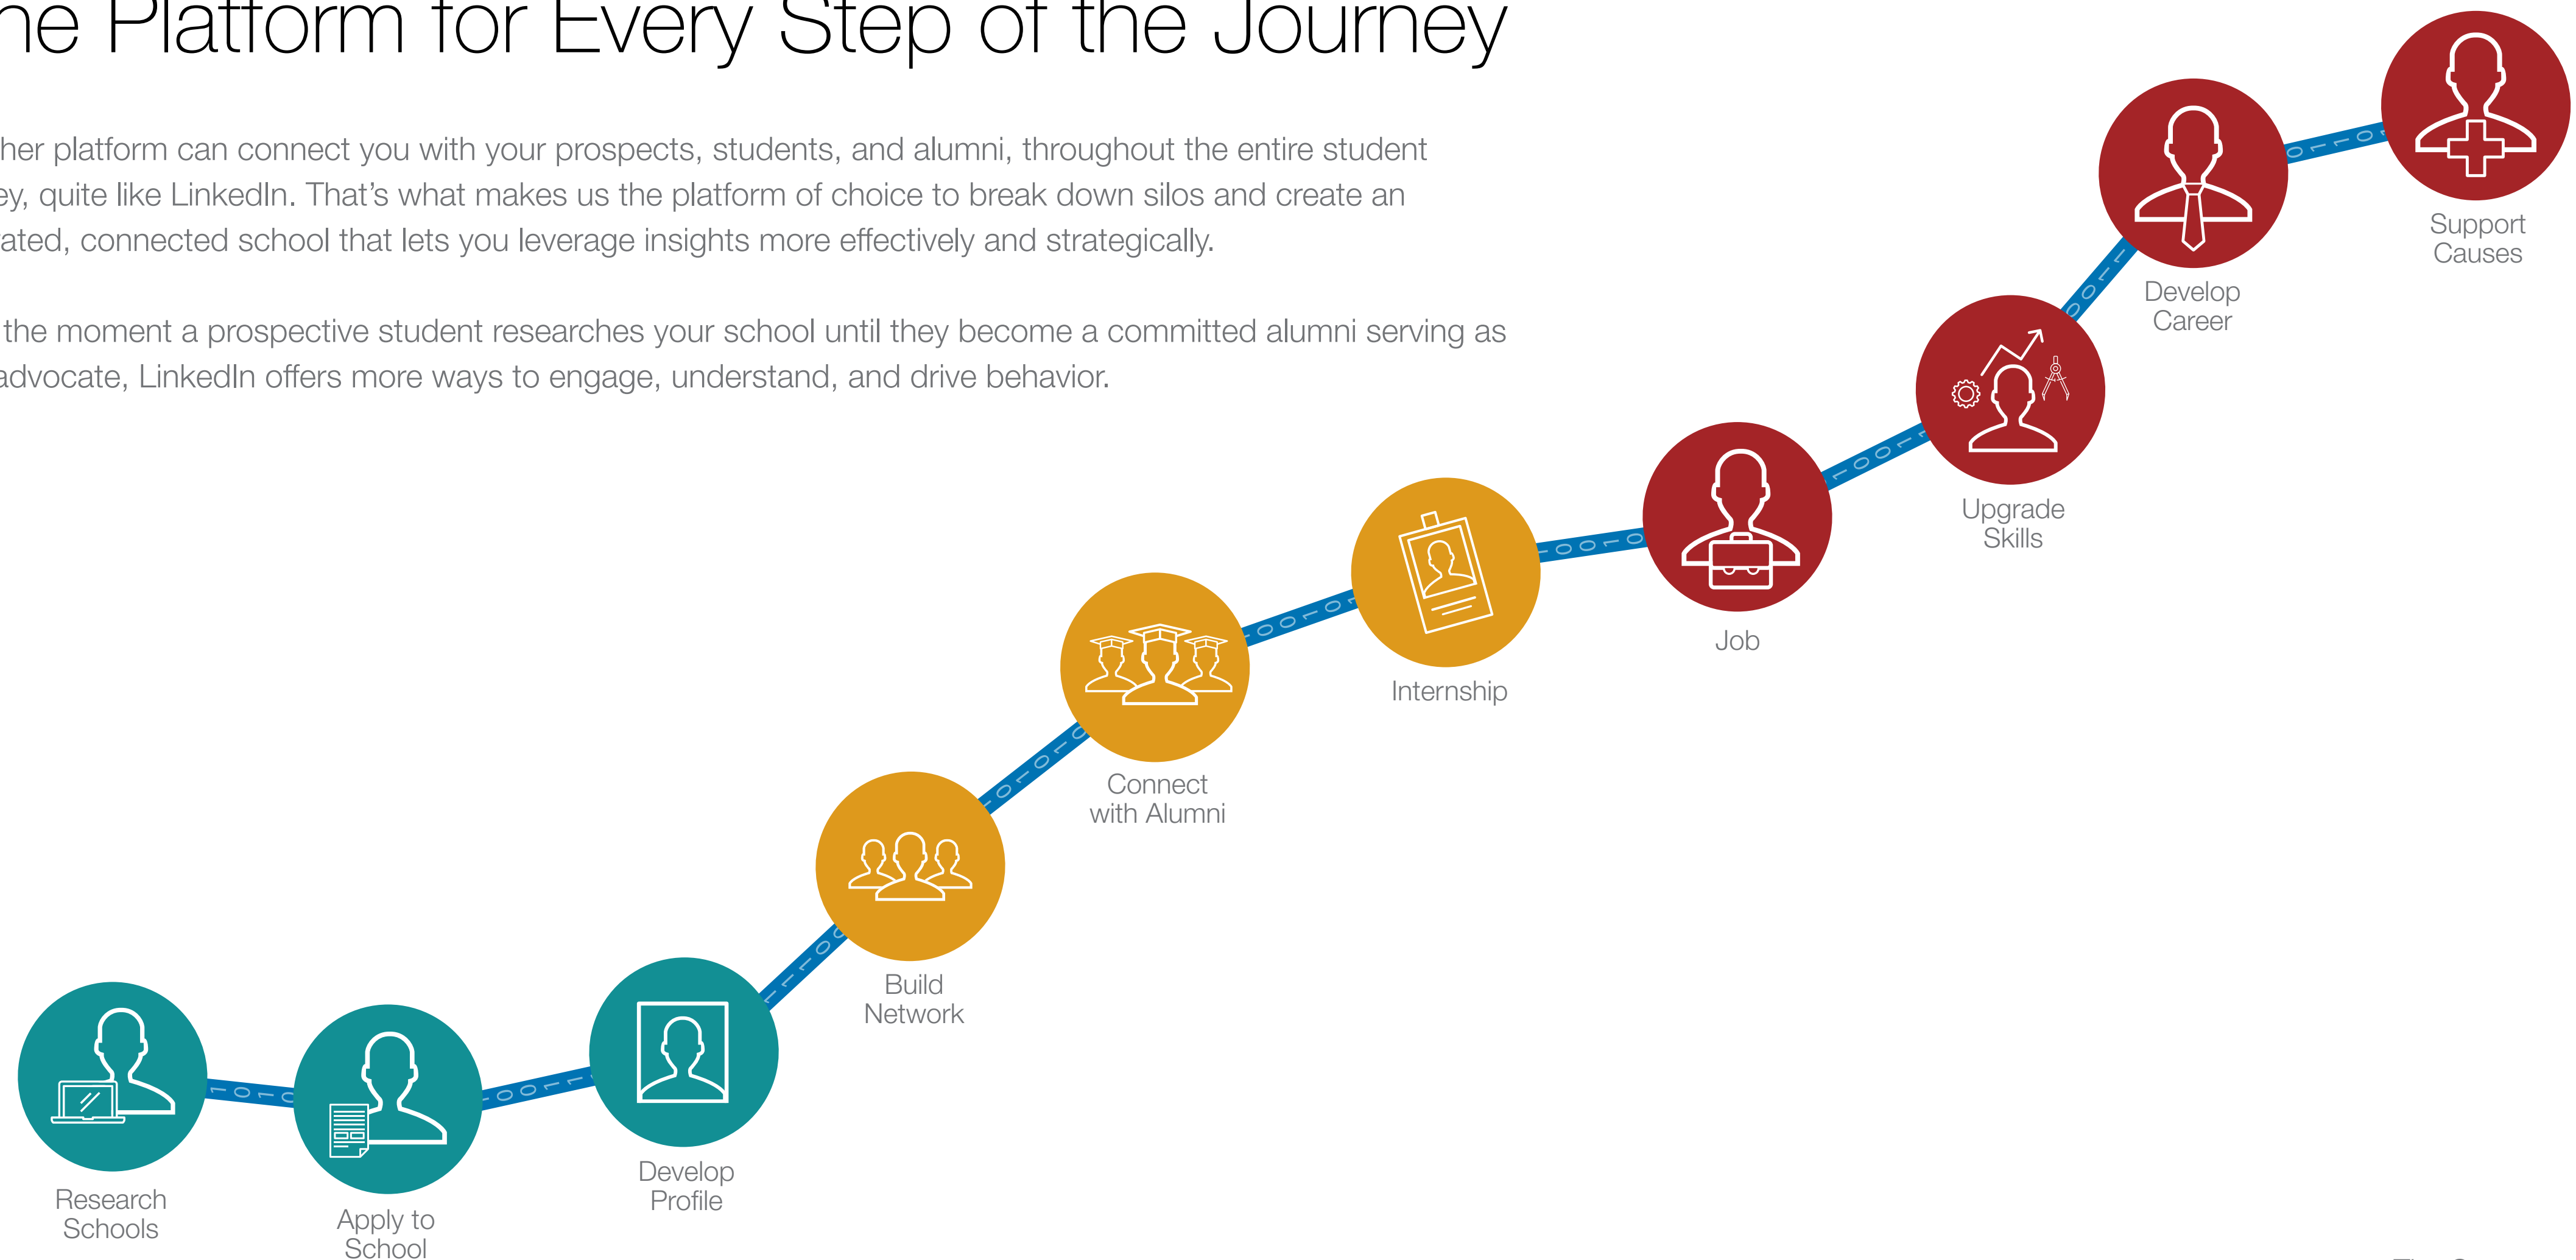 ne Platform for Every Step of the Journey
her platform can connect you with your prospects, students, and alumni, throughout the entire student
ey, quite like LinkedIn. That’s what makes us the platform of choice to break down silos and create an
rated, connected school that lets you leverage insights more effectively and strategically.
the moment a prospective student researches your school until they become a committed alumni serving as
advocate, LinkedIn offers more ways to engage, understand, and drive behavior.
Support
Causes
Develop
Career
Upgrade
Skills
Job
Internship
Connect
with Alumni
Build
Network
Develop
Profile
Research
Schools
Apply to
School